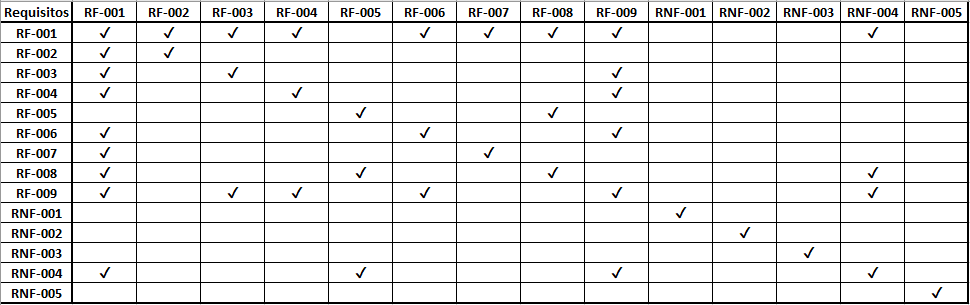 Requisitos RF-001 RF-002 RF-003 RF-004 RF-005 RF-006 RF-007 RF-008 RF-009 RNF-001 RNF-002 RNF-003 RNF-004 RNF-005
RF-001 ✓ ✓ ✓ ✓ ✓ ✓ ✓ ✓ ✓
RF-002 ✓ ✓
RF-003 ✓ ✓ ✓
RF-004 ✓ ✓ ✓
RF-005 ✓ ✓
RF-006 ✓ ✓ ✓
RF-007 ✓ ✓
RF-008 ✓ ✓ ✓ ✓
RF-009 ✓ ✓ ✓ ✓ ✓ ✓
RNF-001 ✓
RNF-002 ✓
RNF-003 ✓
RNF-004 ✓ ✓ ✓ ✓
RNF-005 ✓